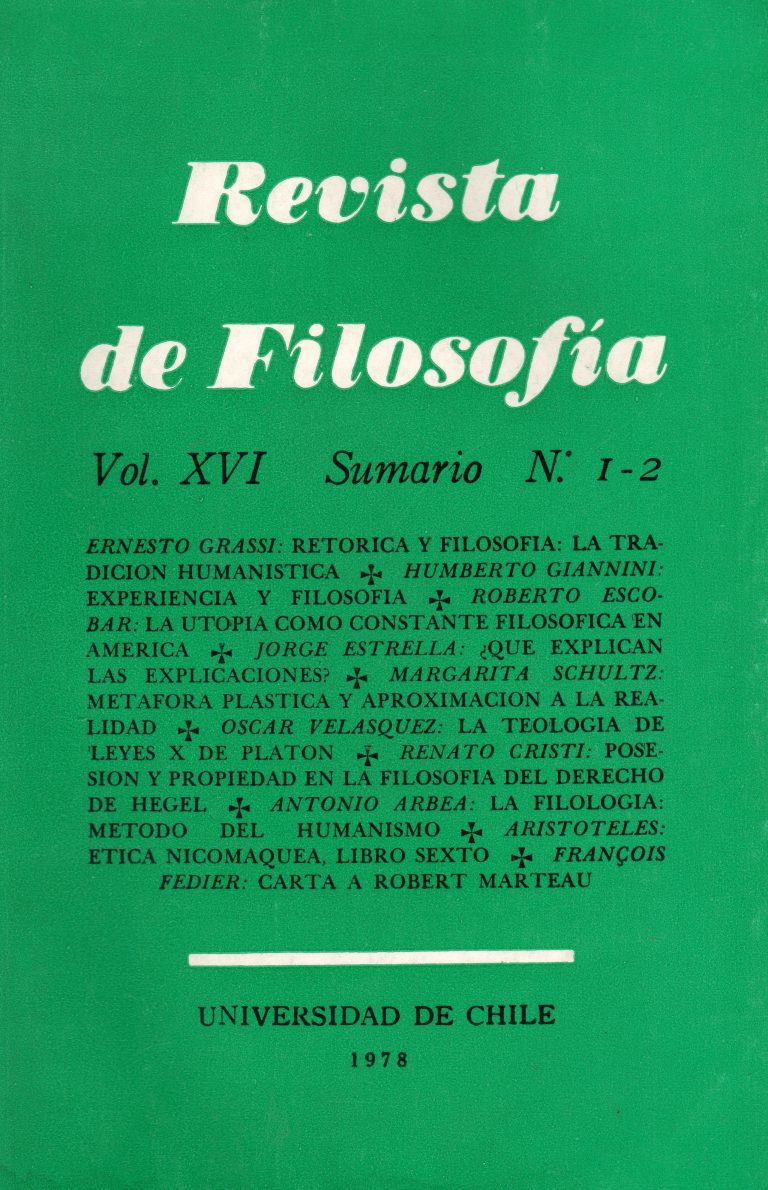 Revista
de Filosofía
Vol. XVI Sumario N.º 1-2
ERNESTO GRASSI: RETORICA Y FILOSOFIA: LA TRA-
DICION HUMANISTICA ✠ HUMBERTO GIANNINI:
EXPERIENCIA Y FILOSOFIA ✠ ROBERTO ESCO-
BAR: LA UTOPIA COMO CONSTANTE FILOSOFICA EN
AMERICA ✠ JORGE ESTRELLA: ¿QUE EXPLICAN
LAS EXPLICACIONES? ✠ MARGARITA SCHULTZ:
METAFORA PLASTICA Y APROXIMACION A LA REA-
LIDAD ✠ OSCAR VELASQUEZ: LA TEOLOGIA DE
'LEYES X DE PLATON ✠ RENATO CRISTI: POSE-
SION Y PROPIEDAD EN LA FILOSOFIA DEL DERECHO
DE HEGEL ✠ ANTONIO ARBEA: LA FILOLOGIA:
METODO DEL HUMANISMO ✠ ARISTOTELES:
ETICA NICOMAQUEA, LIBRO SEXTO ✠ FRANÇOIS
FEDIER: CARTA A ROBERT MARTEAU
UNIVERSIDAD DE CHILE
1978